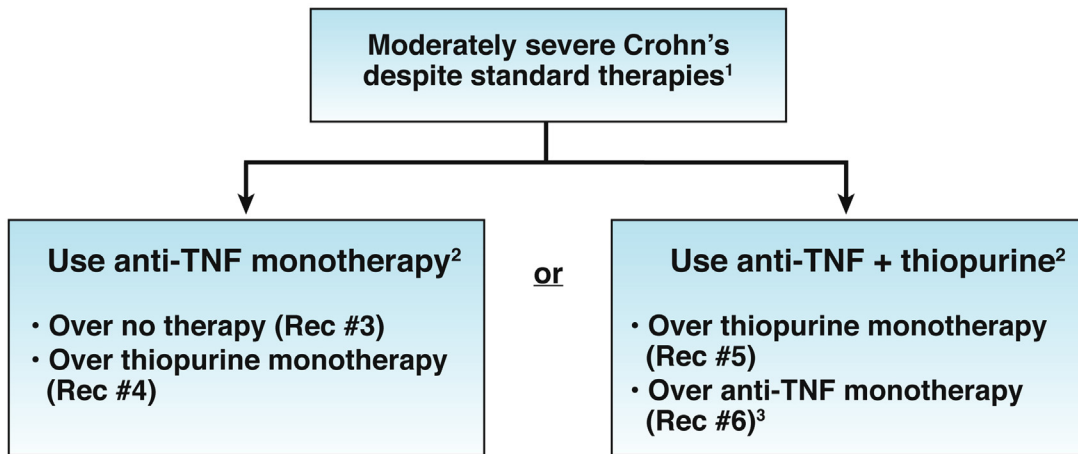 Moderately severe Crohn’s
despite standard therapies¹
Use anti-TNF monotherapy²
• Over no therapy (Rec #3)
• Over thiopurine monotherapy
(Rec #4)
or
Use anti-TNF + thiopurine²
• Over thiopurine monotherapy
(Rec #5)
• Over anti-TNF monotherapy
(Rec #6)³